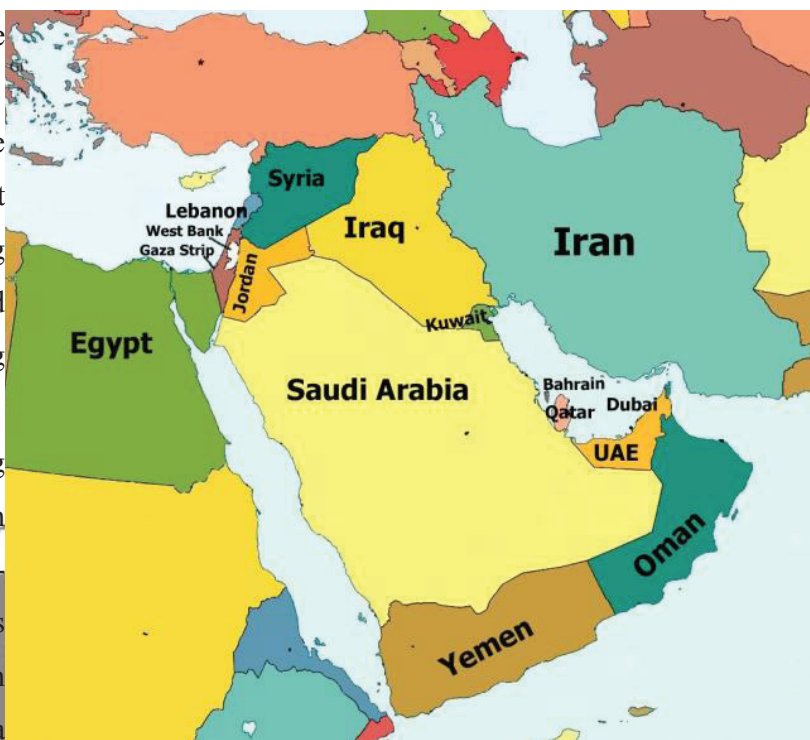 Syria
Lebanon
West Bank
Gaza Strip
Iraq
Iran
Jordan
Kuwait
Egypt
Saudi Arabia
Bahrain
Qatar
Dubai
UAE
Oman
Yemen